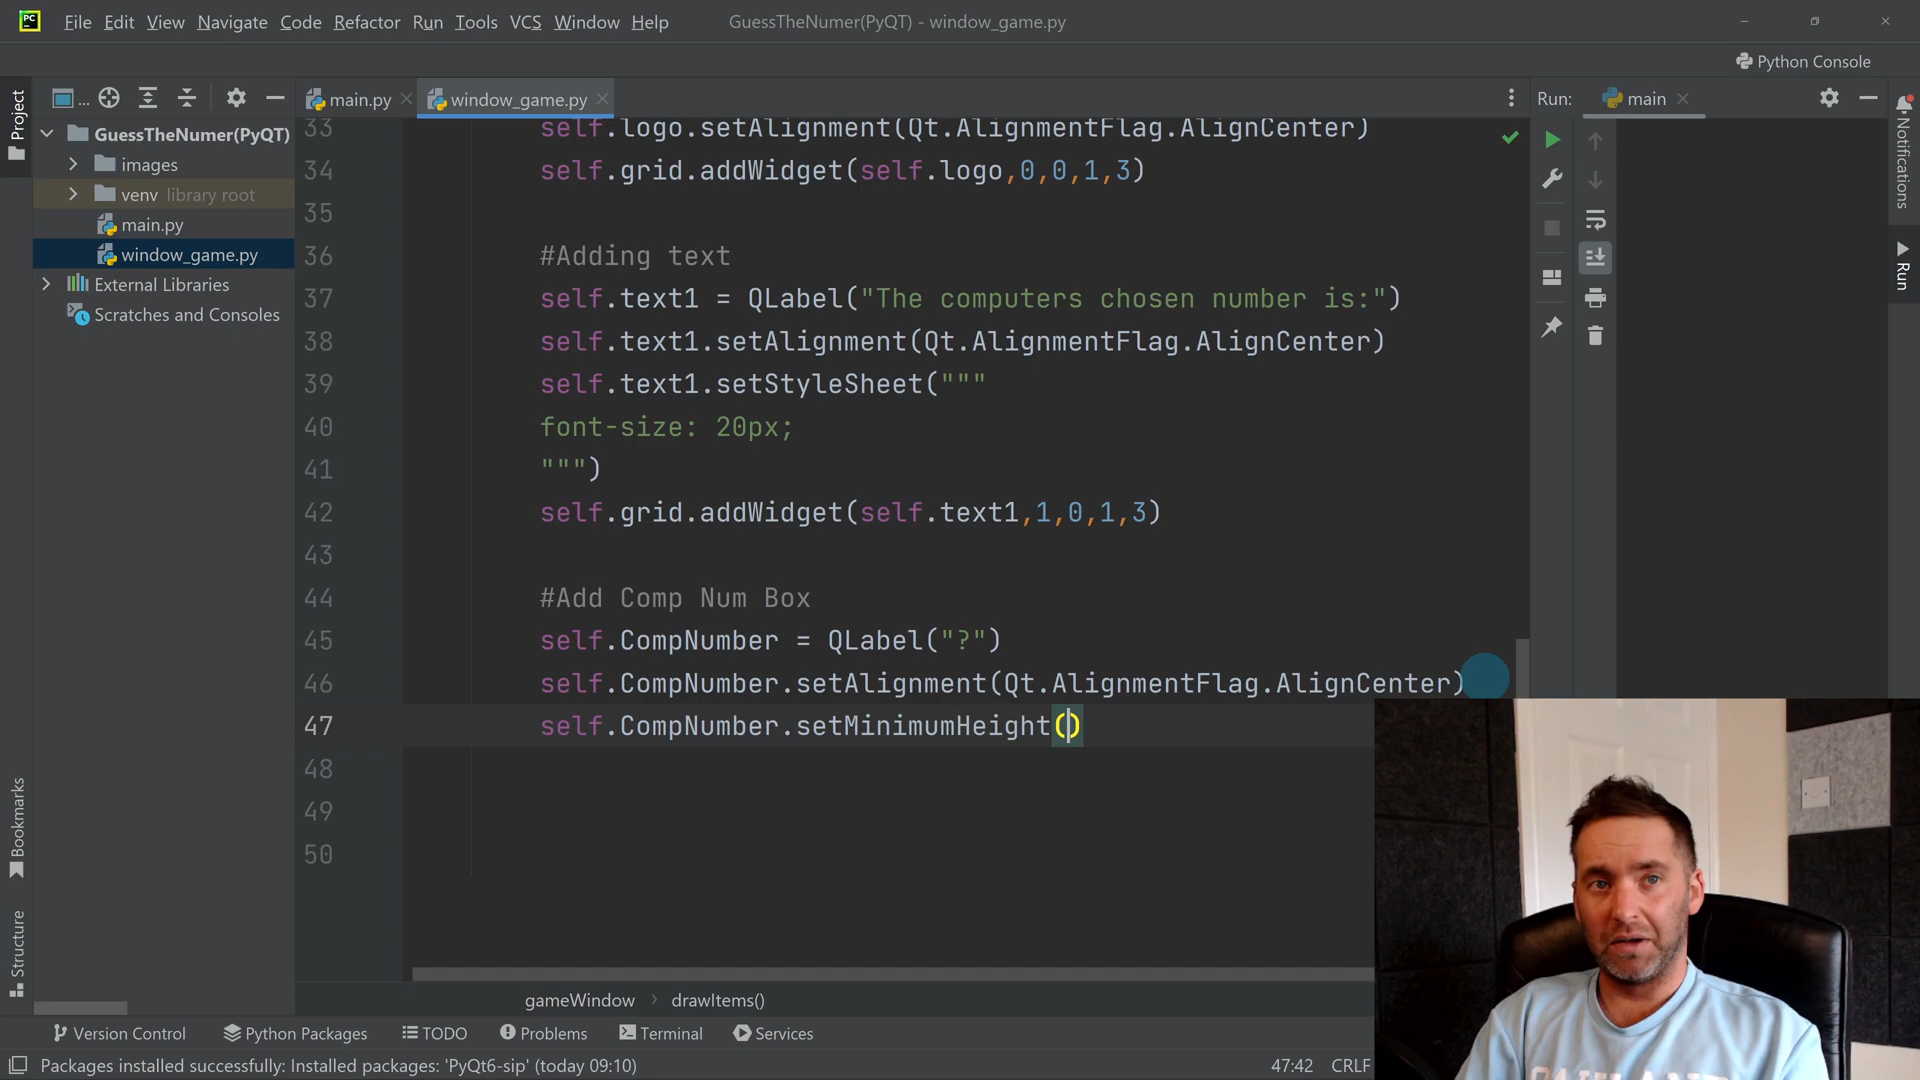 PC File Edit View Navigate Code Refactor Run Tools VCS Window Help GuessTheNumer(PyQT) - window_game.py
Python Console
Project
... main.py window_game.py Run: main
GuessTheNumer(PyQT)
images
venv library root
main.py
window_game.py
External Libraries
Scratches and Consoles
33 self.logo.setAlignment(Qt.AlignmentFlag.AlignCenter)
34 self.grid.addWidget(self.logo,0,0,1,3)
35
36 #Adding text
37 self.text1 = QLabel("The computers chosen number is:")
38 self.text1.setAlignment(Qt.AlignmentFlag.AlignCenter)
39 self.text1.setStyleSheet("""
40 font-size: 20px;
41 """)
42 self.grid.addWidget(self.text1,1,0,1,3)
43
44 #Add Comp Num Box
45 self.CompNumber = QLabel("?")
46 self.CompNumber.setAlignment(Qt.AlignmentFlag.AlignCenter)
47 self.CompNumber.setMinimumHeight()
48
49
50
Notifications
Run
Bookmarks
Structure
gameWindow > drawItems()
Version Control Python Packages TODO Problems Terminal Services
Packages installed successfully: Installed packages: 'PyQt6-sip' (today 09:10) 47:42 CRLF